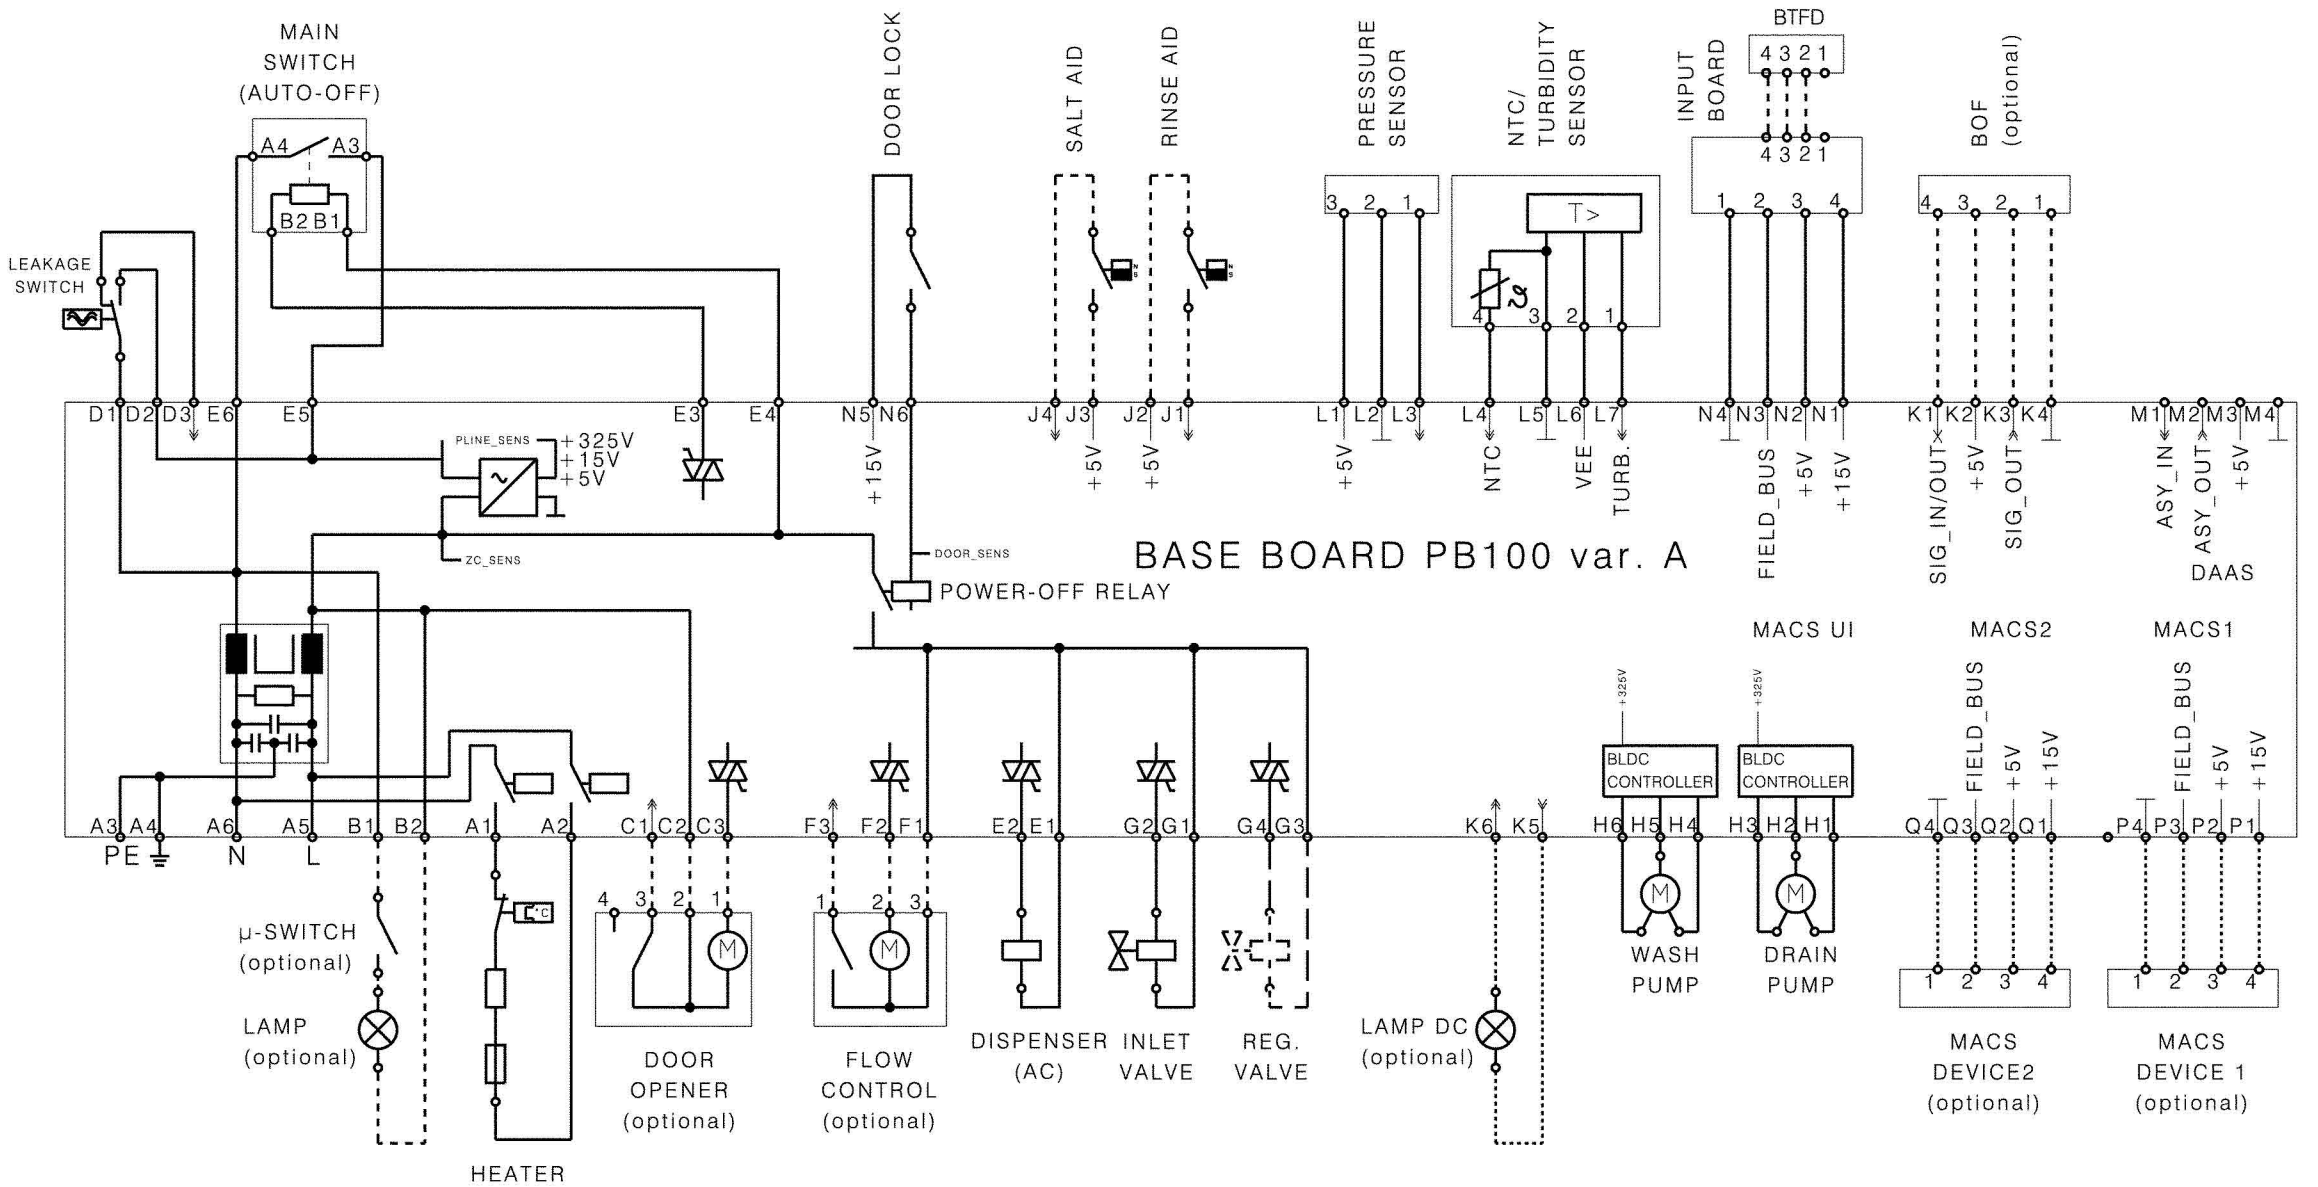 MAIN
SWITCH
(AUTO-OFF)
DOOR LOCK
SALT AID
RINSE AID
PRESSURE
SENSOR
NTC/
TURBIDITY
SENSOR
INPUT
BOARD
BTFD
4 3 2 1
BOF
(optional)
A4 A3
B2 B1
4 3 2 1
LEAKAGE
SWITCH
3 2 1
T>
4 3 2 1
1 2 3 4
4 3 2 1
N
S
N
S
D1 D2 D3 E6 E5 E3 E4 N5 N6 J4 J3 J2 J1 L1 L2 L3 L4 L5 L6 L7 N4 N3 N2 N1 K1 K2 K3 K4 M1 M2 M3 M4
PLINE_SENS
+325V
+15V
+5V
ZC_SENS
+15V
+5V
+5V
+5V
NTC
VEE
TURB.
FIELD_BUS
+5V
+15V
SIG_IN/OUT
+5V
SIG_OUT
ASY_IN
ASY_OUT
+5V
DAAS
DOOR_SENS
POWER-OFF RELAY
BASE BOARD PB100 var. A
MACS UI
MACS2
MACS1
+325V
+325V
BLDC
CONTROLLER
BLDC
CONTROLLER
FIELD_BUS
+5V
+15V
FIELD_BUS
+5V
+15V
A3 A4 A6 A5 B1 B2 A1 A2 C1 C2 C3 F3 F2 F1 E2 E1 G2 G1 G4 G3 K6 K5 H6 H5 H4 H3 H2 H1 Q4 Q3 Q2 Q1 P4 P3 P2 P1
PE N L
°C
4 3 2 1
M
1 2 3
M
M
M
µ-SWITCH
(optional)
LAMP
(optional)
HEATER
DOOR
OPENER
(optional)
FLOW
CONTROL
(optional)
DISPENSER
(AC)
INLET
VALVE
REG.
VALVE
LAMP DC
(optional)
WASH
PUMP
DRAIN
PUMP
1 2 3 4
MACS
DEVICE2
(optional)
1 2 3 4
MACS
DEVICE 1
(optional)